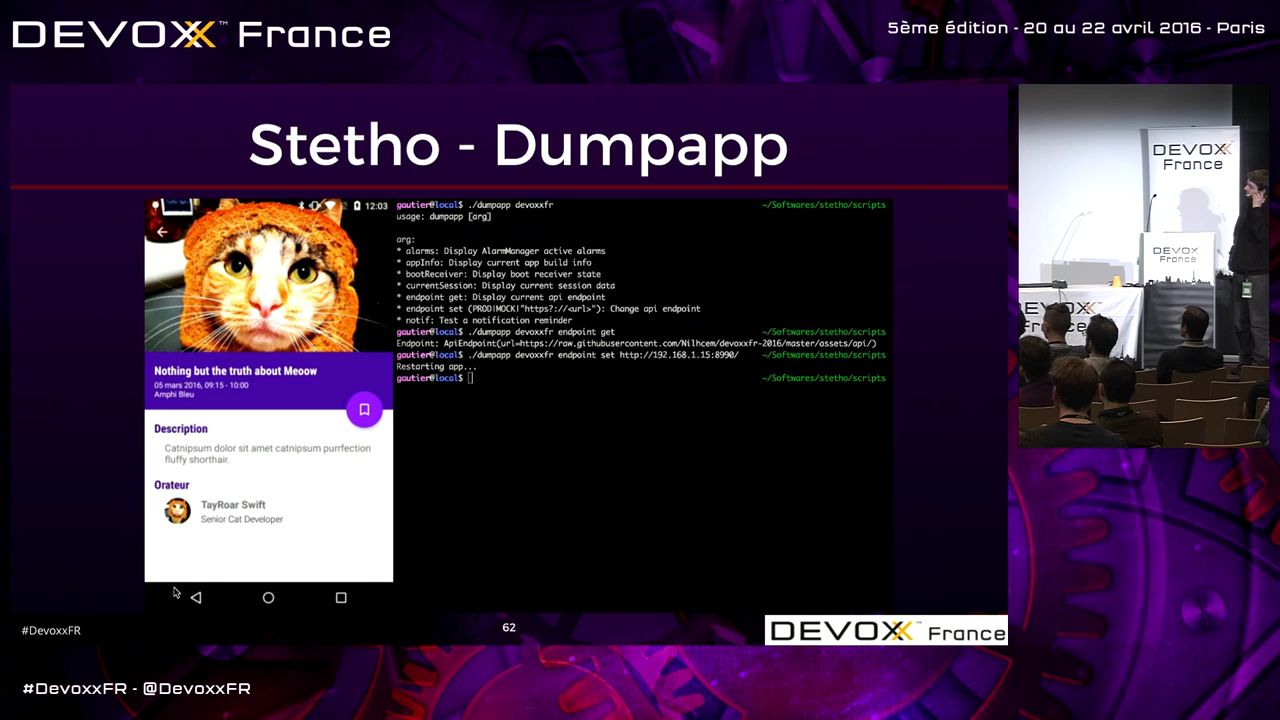 DEVOXX™ France
5ème édition - 20 au 22 avril 2016 - Paris
Stetho - Dumpapp
12:03
Nothing but the truth about Meoow
05 mars 2016, 09:15 - 10:00
Amphi Bleu
Description
Catnipsum dolor sit amet catnipsum purrfection
fluffy shorthair.
Orateur
TayRoar Swift
Senior Cat Developer
gautier@local$ ./dumpapp devoxxfr ~/Softwares/stetho/scripts
usage: dumpapp [arg]
arg:
* alarms: Display AlarmManager active alarms
* appInfo: Display current app build info
* bootReceiver: Display boot receiver state
* currentSession: Display current session data
* endpoint get: Display current api endpoint
* endpoint set (PROD|MOCK|"https?://<url>"): Change api endpoint
* notif: Test a notification reminder
gautier@local$ ./dumpapp devoxxfr endpoint get ~/Softwares/stetho/scripts
Endpoint: ApiEndpoint(url=https://raw.githubusercontent.com/Nilhcem/devoxxfr-2016/master/assets/api/)
gautier@local$ ./dumpapp devoxxfr endpoint set http://192.168.1.15:8990/ ~/Softwares/stetho/scripts
Restarting app...
gautier@local$ ~/Softwares/stetho/scripts
DEVOXX
France
DEVOXX
France
DEVOXX
France
#DevoxxFR
62
DEVOXX France
#DevoxxFR - @DevoxxFR